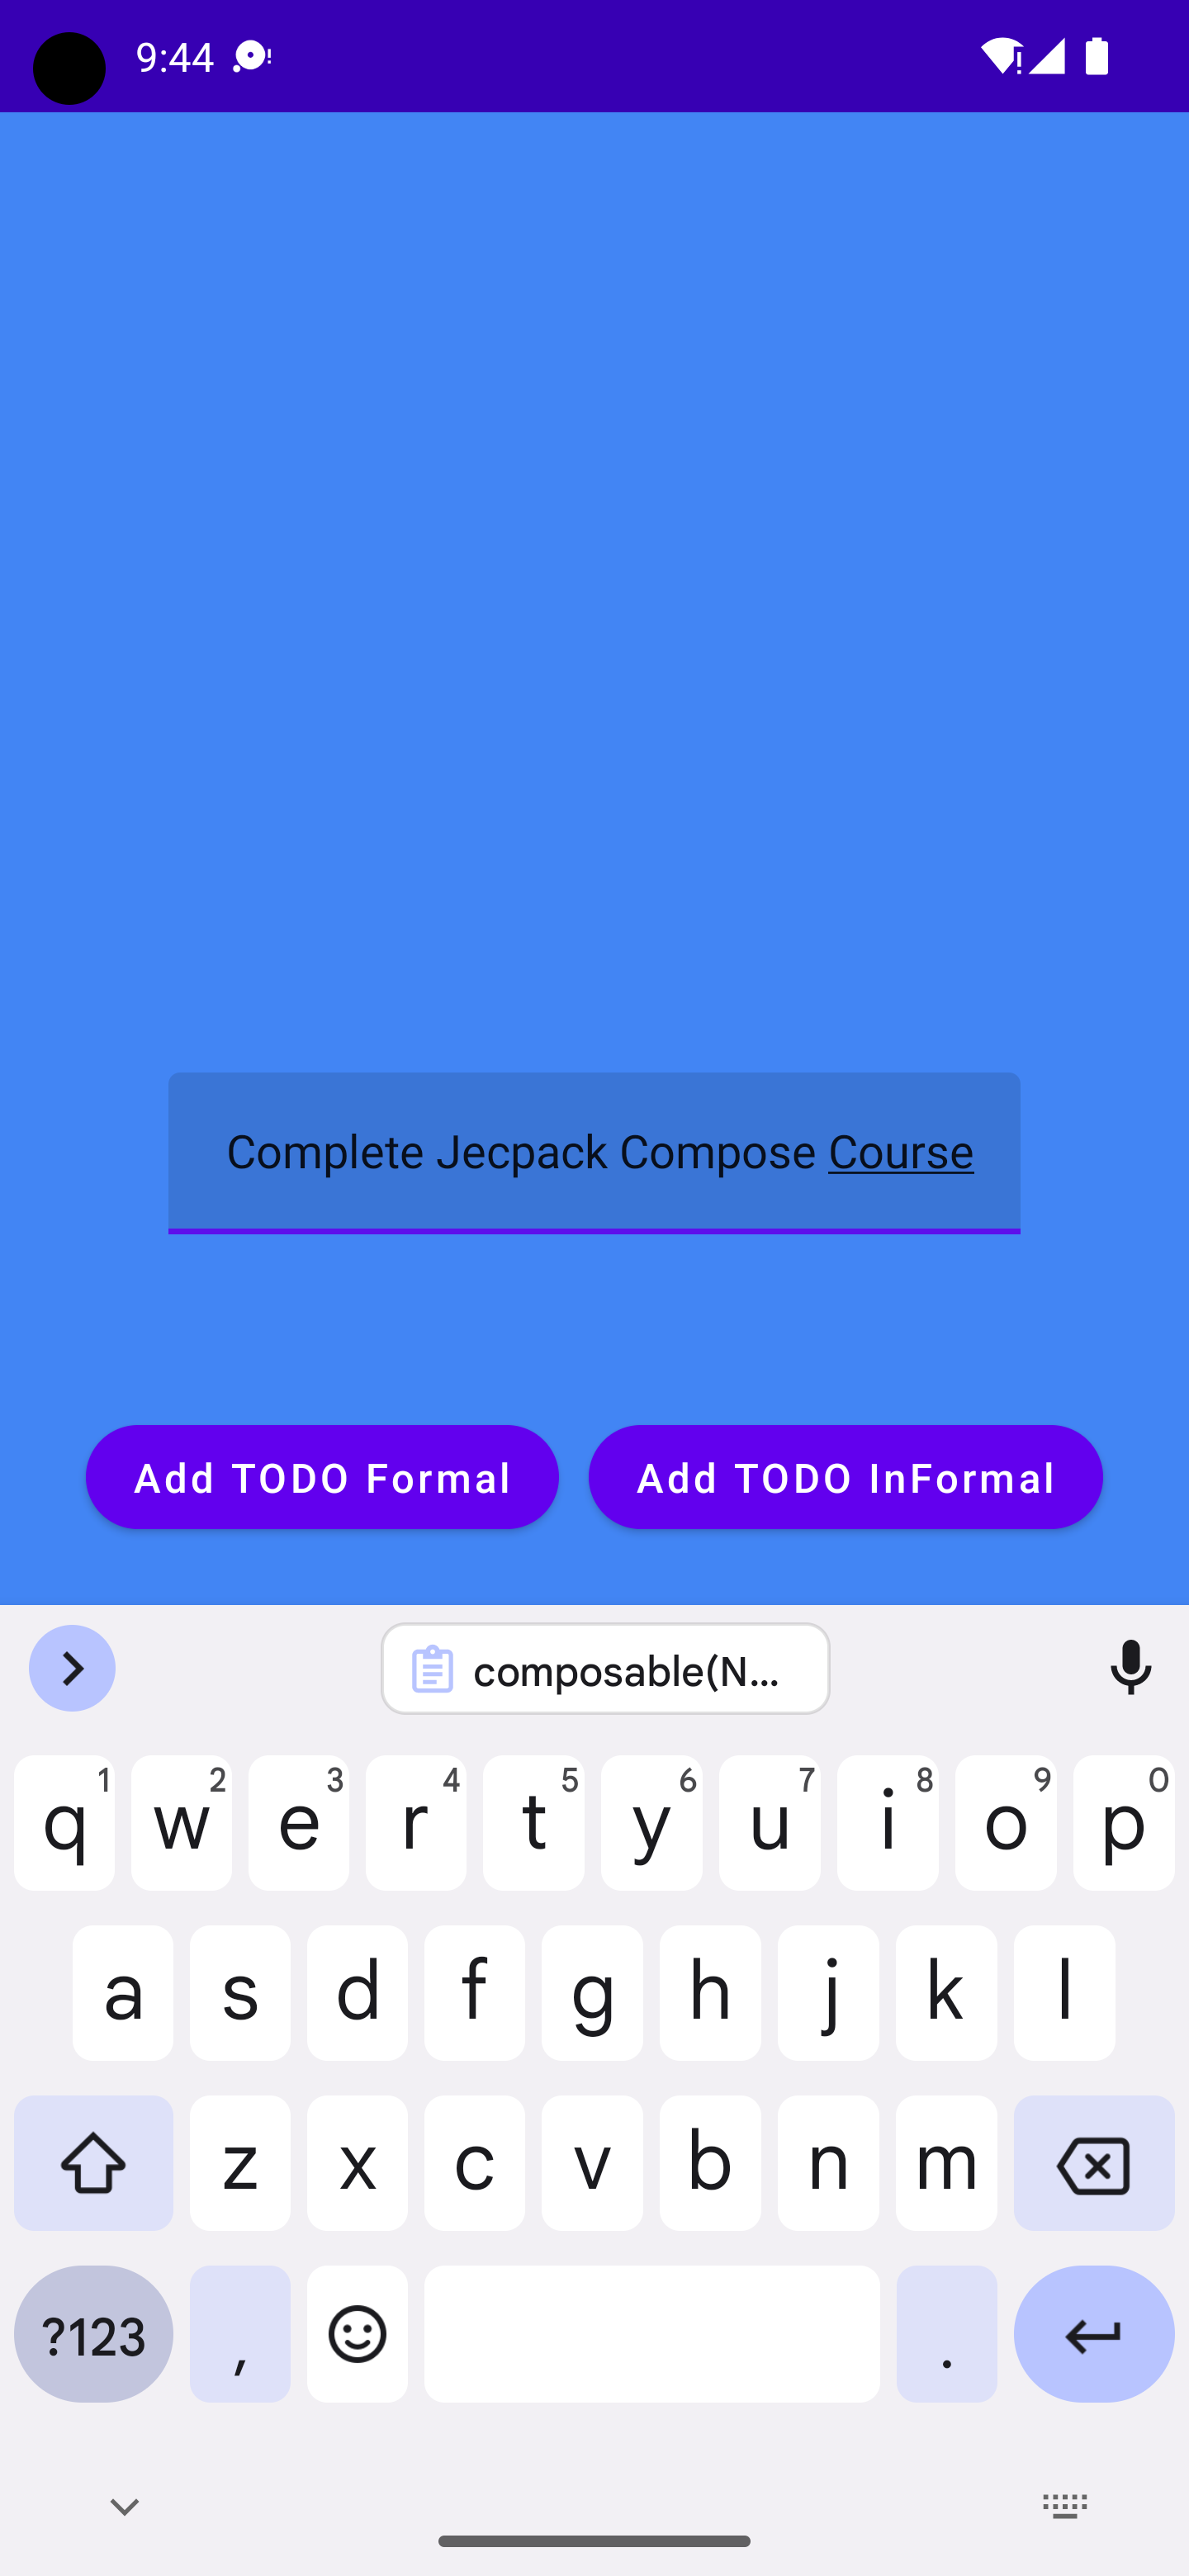 9:44
Complete Jecpack Compose Course
Add TODO Formal Add TODO InFormal
composable(N...
q 1 w 2 e 3 r 4 t 5 y 6 u 7 i 8 o 9 p 0
a s d f g h j k l
z x c v b n m
?123 , .